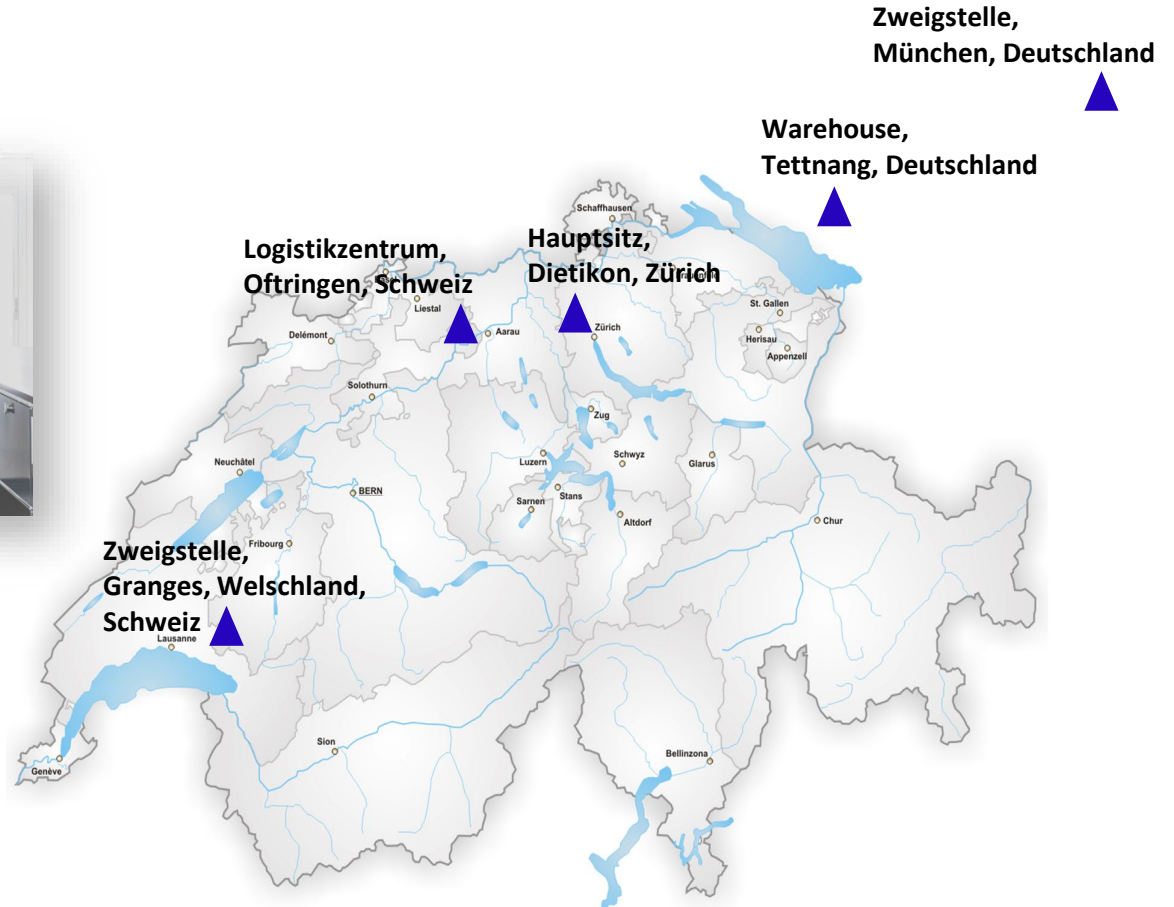 Zweigstelle,
München, Deutschland
Warehouse,
Tettnang, Deutschland
Schaffhausen
Logistikzentrum,
Oftringen, Schweiz
Hauptsitz,
Dietikon, Zürich
Liestal
St. Gallen
Delémont
Aarau
Zürich
Herisau
Appenzell
Solothurn
Zug
Neuchâtel
Luzern
Schwyz
Glarus
BERN
Sarnen
Stans
Altdorf
Chur
Fribourg
Zweigstelle,
Granges, Welschland,
Schweiz
Lausanne
Sion
Bellinzona
Genève